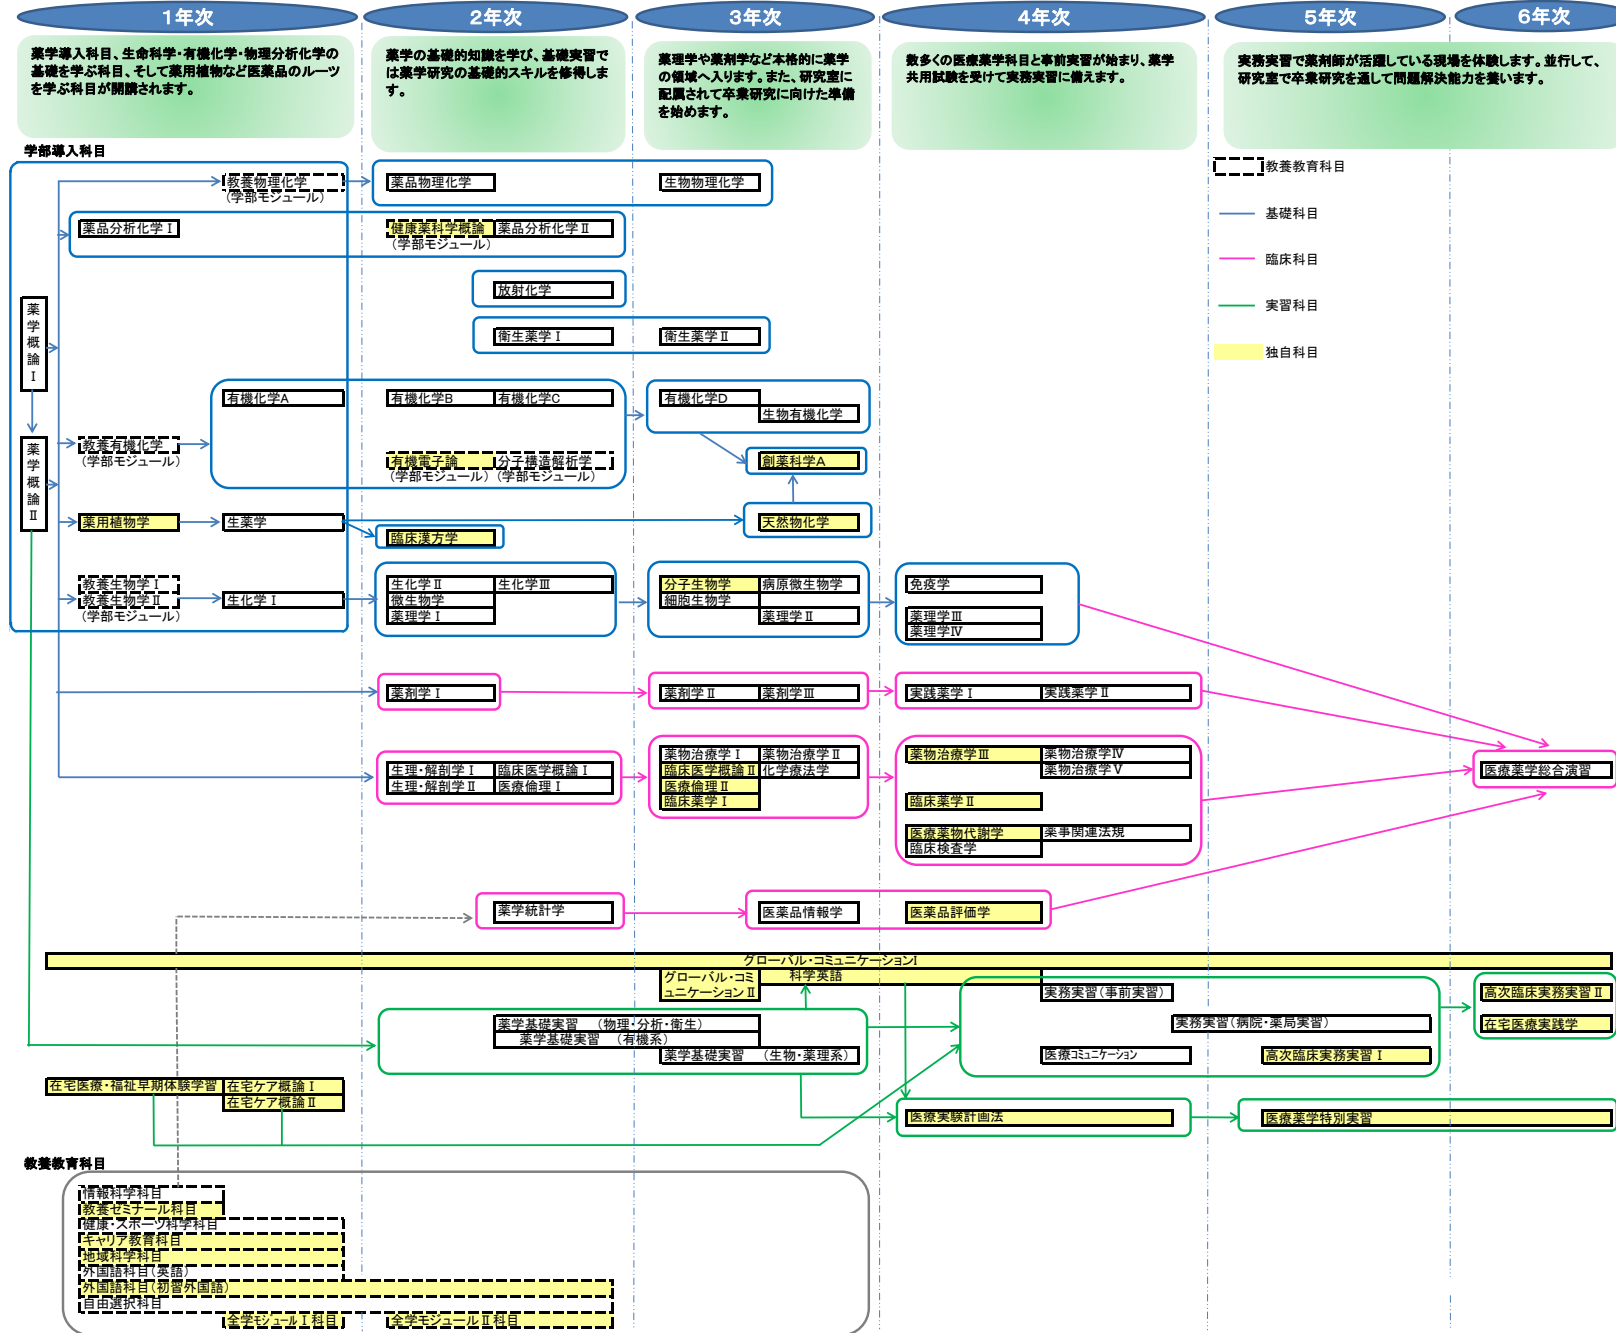 1年次
2年次
3年次
4年次
5年次
6年次
薬学導入科目、生命科学・有機化学・物理分析化学の
基礎を学ぶ科目、そして薬用植物など医薬品のルーツ
を学ぶ科目が開講されます。
薬学の基礎的知識を学び、基礎実習で
は薬学研究の基礎的スキルを修得しま
す。
薬理学や薬剤学など本格的に薬学
の領域へ入ります。また、研究室に
配属されて卒業研究に向けた準備
を始めます。
数多くの医療薬学科目と事前実習が始まり、薬学
共用試験を受けて実務実習に備えます。
実務実習で薬剤師が活躍している現場を体験します。並行して、
研究室で卒業研究を通して問題解決能力を養います。
学部導入科目
教養物理化学
(学部モジュール)
薬品物理化学
生物物理化学
教養教育科目
薬品分析化学Ⅰ
健康薬科学概論
(学部モジュール)
薬品分析化学Ⅱ
基礎科目
臨床科目
放射化学
実習科目
薬学概論Ⅰ
衛生薬学Ⅰ
衛生薬学Ⅱ
独自科目
有機化学A
有機化学B
有機化学C
有機化学D
生物有機化学
薬学概論Ⅱ
教養有機化学
(学部モジュール)
有機電子論
(学部モジュール)
分子構造解析学
(学部モジュール)
創薬科学A
薬用植物学
生薬学
臨床漢方学
天然物化学
教養生物学Ⅰ
教養生物学Ⅱ
(学部モジュール)
生化学Ⅰ
生化学Ⅱ
生化学Ⅲ
微生物学
薬理学Ⅰ
分子生物学
病原微生物学
細胞生物学
薬理学Ⅱ
免疫学
薬理学Ⅲ
薬理学Ⅳ
薬剤学Ⅰ
薬剤学Ⅱ
薬剤学Ⅲ
実践薬学Ⅰ
実践薬学Ⅱ
生理・解剖学Ⅰ
臨床医学概論Ⅰ
生理・解剖学Ⅱ
医療倫理Ⅰ
薬物治療学Ⅰ
薬物治療学Ⅱ
臨床医学概論Ⅱ
化学療法学
医療倫理Ⅱ
臨床薬学Ⅰ
薬物治療学Ⅲ
薬物治療学Ⅳ
薬物治療学Ⅴ
臨床薬学Ⅱ
医療薬物代謝学
薬事関連法規
臨床検査学
医療薬学総合演習
薬学統計学
医薬品情報学
医薬品評価学
グローバル・コミュニケーションI
グローバル・コミ
ュニケーションⅡ
科学英語
実務実習(事前実習)
高次臨床実務実習Ⅱ
薬学基礎実習 (物理・分析・衛生)
薬学基礎実習 (有機系)
薬学基礎実習 (生物・薬理系)
実務実習(病院・薬局実習)
在宅医療実践学
医療コミュニケーション
高次臨床実務実習Ⅰ
在宅医療・福祉早期体験学習
在宅ケア概論Ⅰ
在宅ケア概論Ⅱ
医療実験計画法
医療薬学特別実習
教養教育科目
情報科学科目
教養ゼミナール科目
健康・スポーツ科学科目
キャリア教育科目
地域科学科目
外国語科目(英語)
外国語科目(初習外国語)
自由選択科目
全学モジュールⅠ科目
全学モジュールⅡ科目